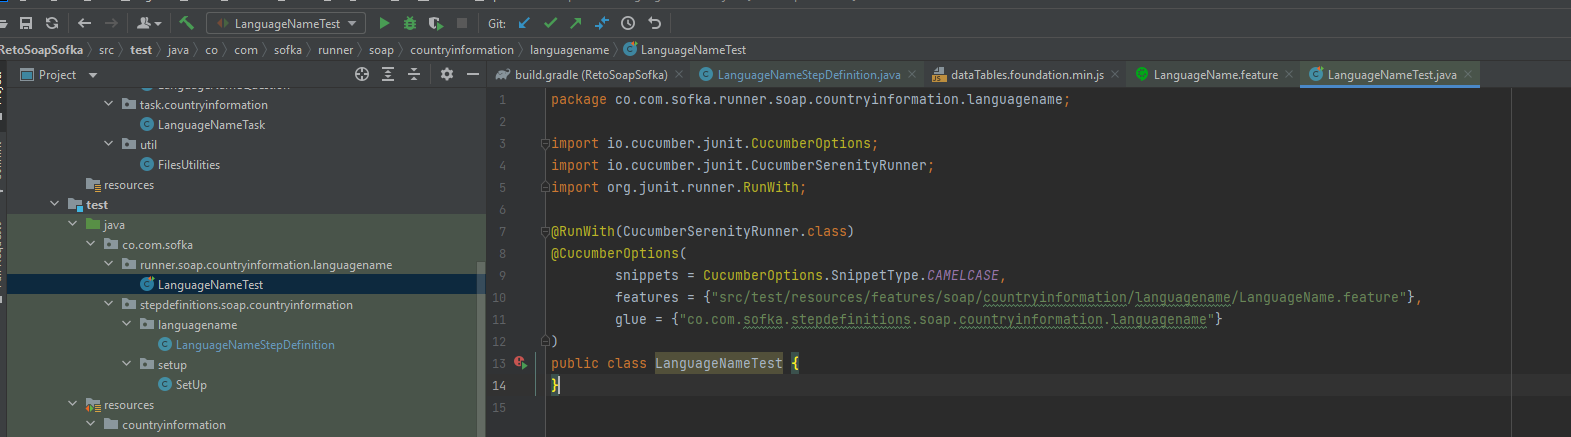 LanguageNameTest
Git:
RetoSoapSofka
src
test
java
co
com
sofka
runner
soap
countryinformation
languagename
LanguageNameTest
Project
build.gradle (RetoSoapSofka)
LanguageNameStepDefinition.java
dataTables.foundation.min.js
LanguageName.feature
LanguageNameTest.java
task.countryinformation
LanguageNameTask
util
FilesUtilities
resources
test
java
co.com.sofka
runner.soap.countryinformation.languagename
LanguageNameTest
stepdefinitions.soap.countryinformation
languagename
LanguageNameStepDefinition
setup
SetUp
resources
countryinformation
1 package co.com.sofka.runner.soap.countryinformation.languagename;
2
3 import io.cucumber.junit.CucumberOptions;
4 import io.cucumber.junit.CucumberSerenityRunner;
5 import org.junit.runner.RunWith;
6
7 @RunWith(CucumberSerenityRunner.class)
8 @CucumberOptions(
9 snippets = CucumberOptions.SnippetType.CAMELCASE,
10 features = {"src/test/resources/features/soap/countryinformation/languagename/LanguageName.feature"},
11 glue = {"co.com.sofka.stepdefinitions.soap.countryinformation.languagename"}
12 )
13 public class LanguageNameTest {
14 }
15